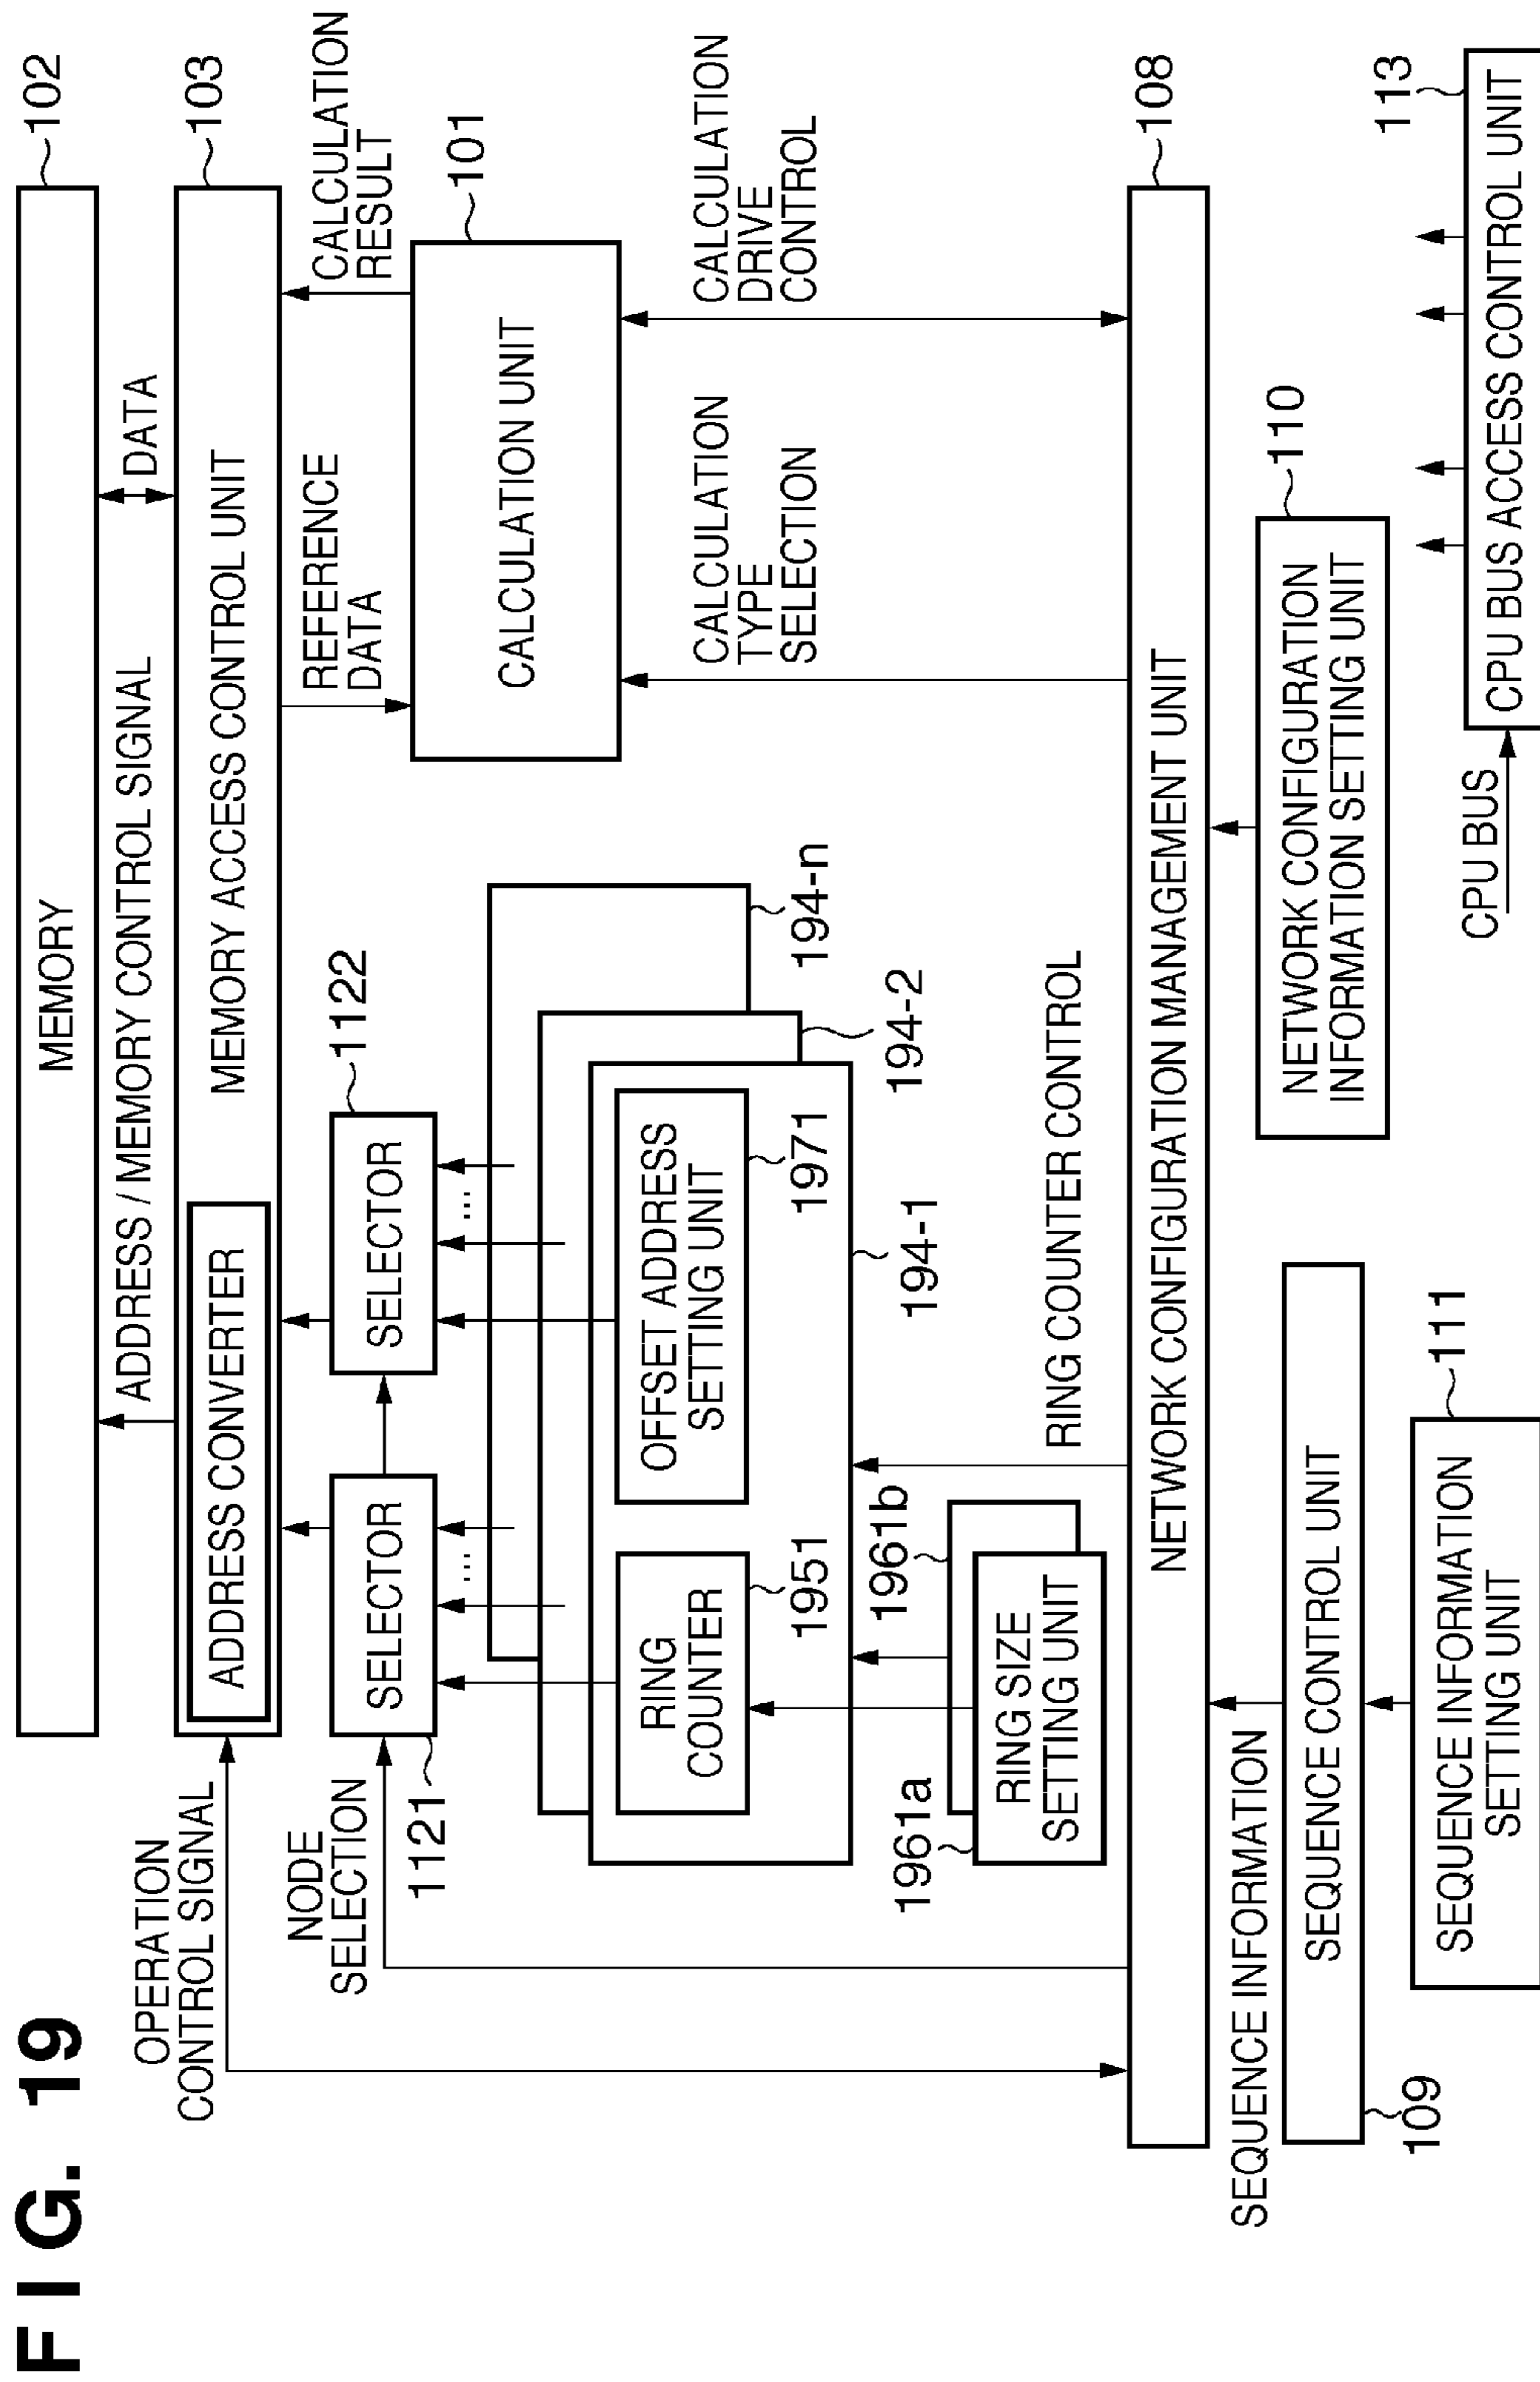 FIG. 19
MEMORY
102
ADDRESS / MEMORY CONTROL SIGNAL
DATA
OPERATION
CONTROL SIGNAL
ADDRESS CONVERTER
MEMORY ACCESS CONTROL UNIT
103
NODE
SELECTION
SELECTOR
1121
SELECTOR
1122
REFERENCE
DATA
CALCULATION
RESULT
...
...
CALCULATION UNIT
101
RING
COUNTER
1951
OFFSET ADDRESS
SETTING UNIT
1971
194-n
194-2
194-1
CALCULATION
TYPE
SELECTION
CALCULATION
DRIVE
CONTROL
1961a
1961b
RING SIZE
SETTING UNIT
RING COUNTER CONTROL
NETWORK CONFIGURATION MANAGEMENT UNIT
108
SEQUENCE INFORMATION
SEQUENCE CONTROL UNIT
109
NETWORK CONFIGURATION
INFORMATION SETTING UNIT
110
SEQUENCE INFORMATION
SETTING UNIT
111
CPU BUS
CPU BUS ACCESS CONTROL UNIT
113